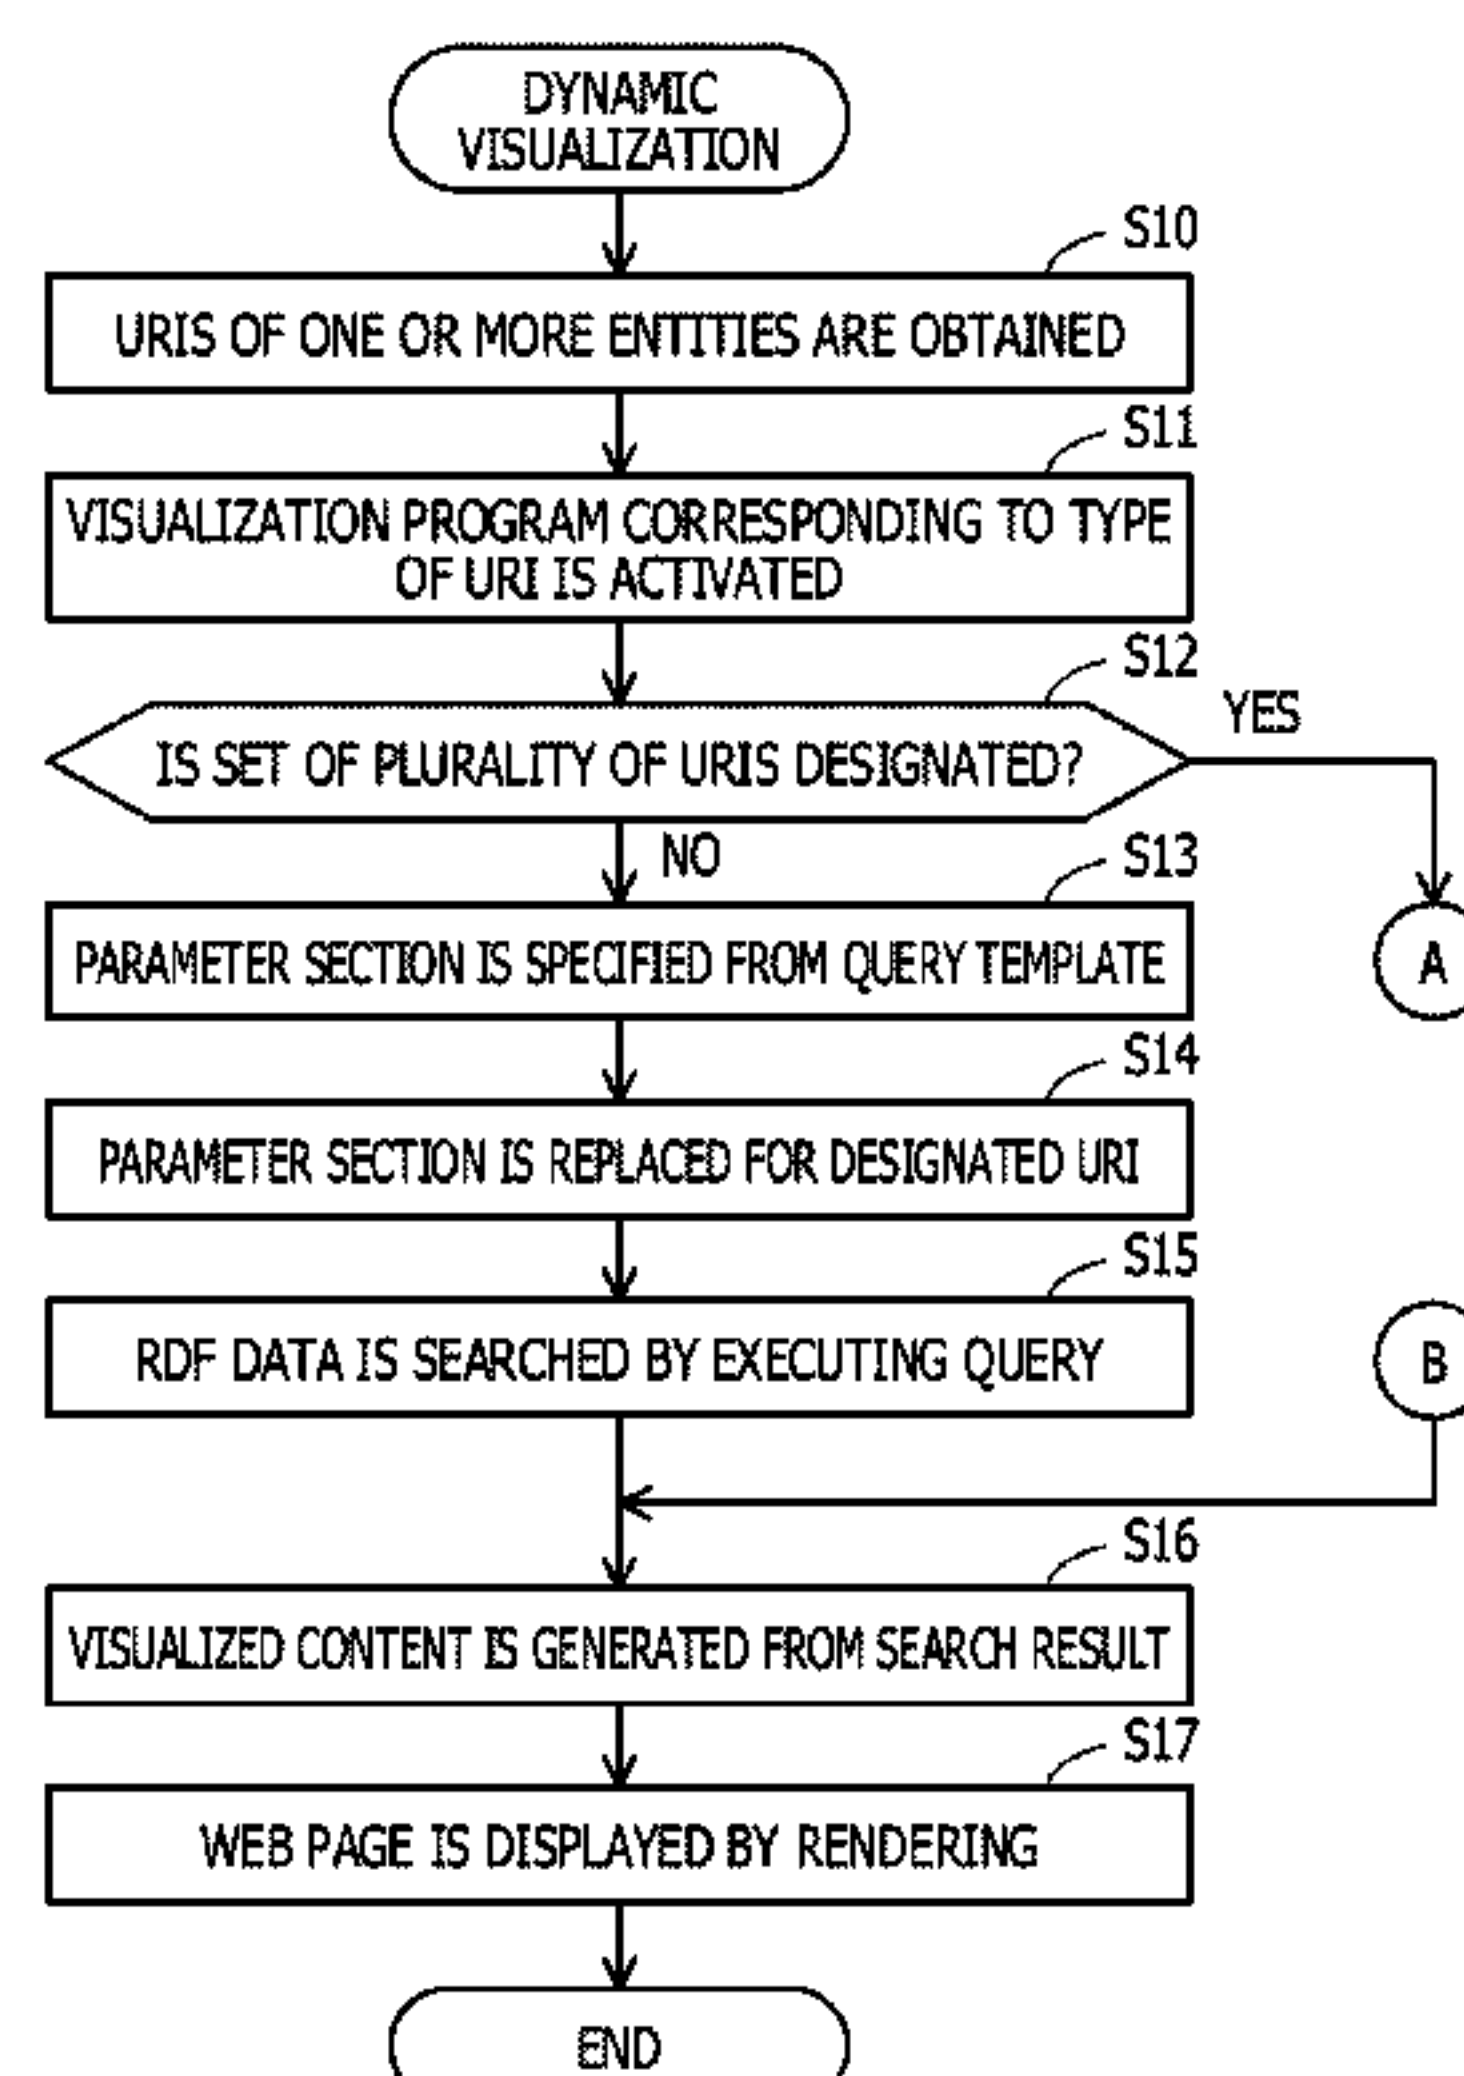 DYNAMIC
VISUALIZATION
S10
URIS OF ONE OR MORE ENTITIES ARE OBTAINED
S11
VISUALIZATION PROGRAM CORRESPONDING TO TYPE
OF URI IS ACTIVATED
S12
YES
IS SET OF PLURALITY OF URIS DESIGNATED?
NO
S13
PARAMETER SECTION IS SPECIFIED FROM QUERY TEMPLATE
A
S14
PARAMETER SECTION IS REPLACED FOR DESIGNATED URI
S15
RDF DATA IS SEARCHED BY EXECUTING QUERY
B
S16
VISUALIZED CONTENT IS GENERATED FROM SEARCH RESULT
S17
WEB PAGE IS DISPLAYED BY RENDERING
END